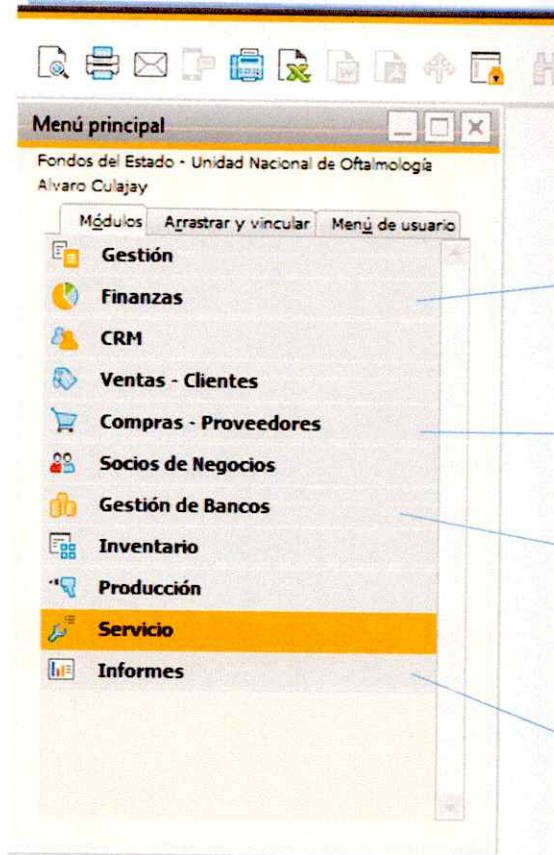 Menú principal
Fondos del Estado - Unidad Nacional de Oftalmología
Alvaro Culajay
Módulos Arrastrar y vincular Menú de usuario
Gestión
Finanzas
CRM
Ventas - Clientes
Compras - Proveedores
Socios de Negocios
Gestión de Bancos
Inventario
Producción
Servicio
Informes